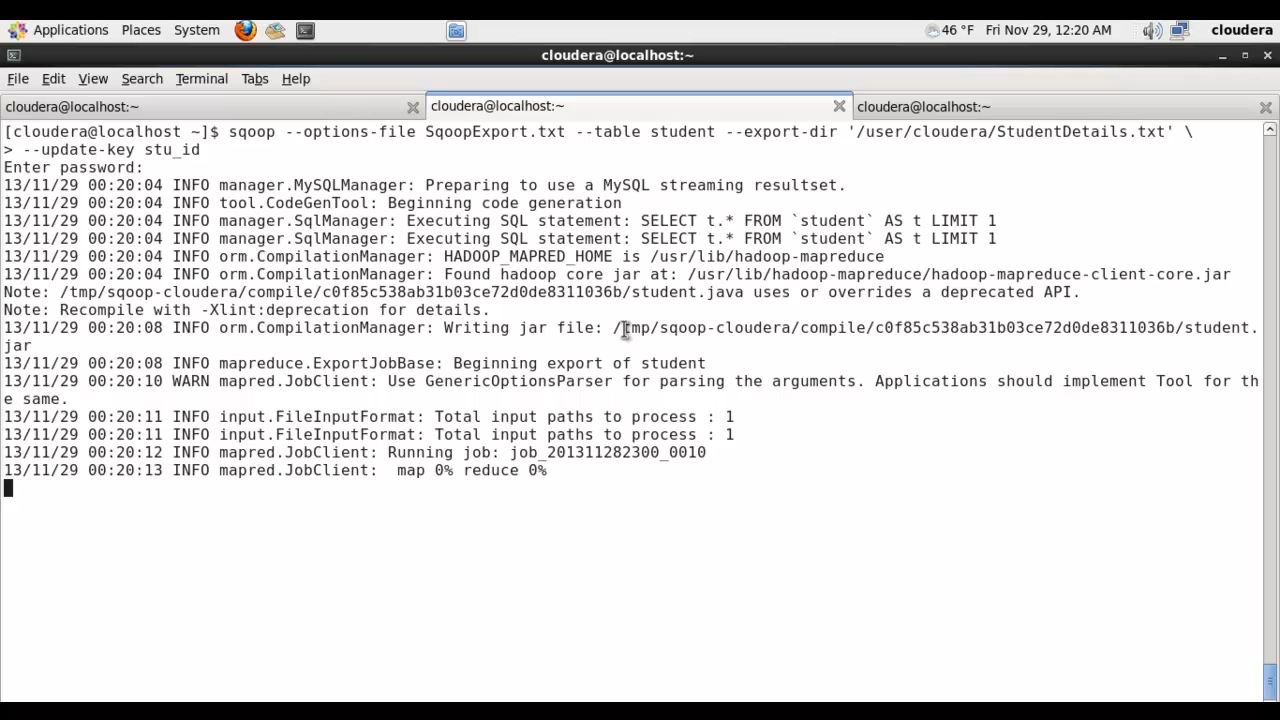 Applications Places System 46 °F Fri Nov 29, 12:20 AM cloudera
cloudera@localhost:~
File Edit View Search Terminal Tabs Help
cloudera@localhost:~ cloudera@localhost:~ cloudera@localhost:~
[cloudera@localhost ~]$ sqoop --options-file SqoopExport.txt --table student --export-dir '/user/cloudera/StudentDetails.txt' \
> --update-key stu_id
Enter password:
13/11/29 00:20:04 INFO manager.MySQLManager: Preparing to use a MySQL streaming resultset.
13/11/29 00:20:04 INFO tool.CodeGenTool: Beginning code generation
13/11/29 00:20:04 INFO manager.SqlManager: Executing SQL statement: SELECT t.* FROM `student` AS t LIMIT 1
13/11/29 00:20:04 INFO manager.SqlManager: Executing SQL statement: SELECT t.* FROM `student` AS t LIMIT 1
13/11/29 00:20:04 INFO orm.CompilationManager: HADOOP_MAPRED_HOME is /usr/lib/hadoop-mapreduce
13/11/29 00:20:04 INFO orm.CompilationManager: Found hadoop core jar at: /usr/lib/hadoop-mapreduce/hadoop-mapreduce-client-core.jar
Note: /tmp/sqoop-cloudera/compile/c0f85c538ab31b03ce72d0de8311036b/student.java uses or overrides a deprecated API.
Note: Recompile with -Xlint:deprecation for details.
13/11/29 00:20:08 INFO orm.CompilationManager: Writing jar file: /tmp/sqoop-cloudera/compile/c0f85c538ab31b03ce72d0de8311036b/student.
jar
13/11/29 00:20:08 INFO mapreduce.ExportJobBase: Beginning export of student
13/11/29 00:20:10 WARN mapred.JobClient: Use GenericOptionsParser for parsing the arguments. Applications should implement Tool for th
e same.
13/11/29 00:20:11 INFO input.FileInputFormat: Total input paths to process : 1
13/11/29 00:20:11 INFO input.FileInputFormat: Total input paths to process : 1
13/11/29 00:20:12 INFO mapred.JobClient: Running job: job_201311282300_0010
13/11/29 00:20:13 INFO mapred.JobClient:  map 0% reduce 0%